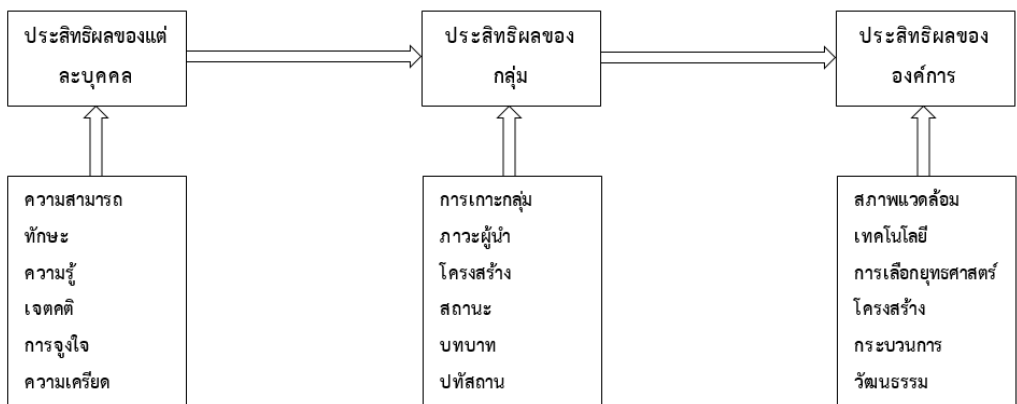 ประสิทธิผลของแต่
ละบุคคล
ประสิทธิผลของ
กลุ่ม
ประสิทธิผลของ
องค์การ
ความสามารถ
ทักษะ
ความรู้
เจตคติ
การจูงใจ
ความเครียด
การเกาะกลุ่ม
ภาวะผู้นำ
โครงสร้าง
สถานะ
บทบาท
ปทัสถาน
สภาพแวดล้อม
เทคโนโลยี
การเลือกยุทธศาสตร์
โครงสร้าง
กระบวนการ
วัฒนธรรม